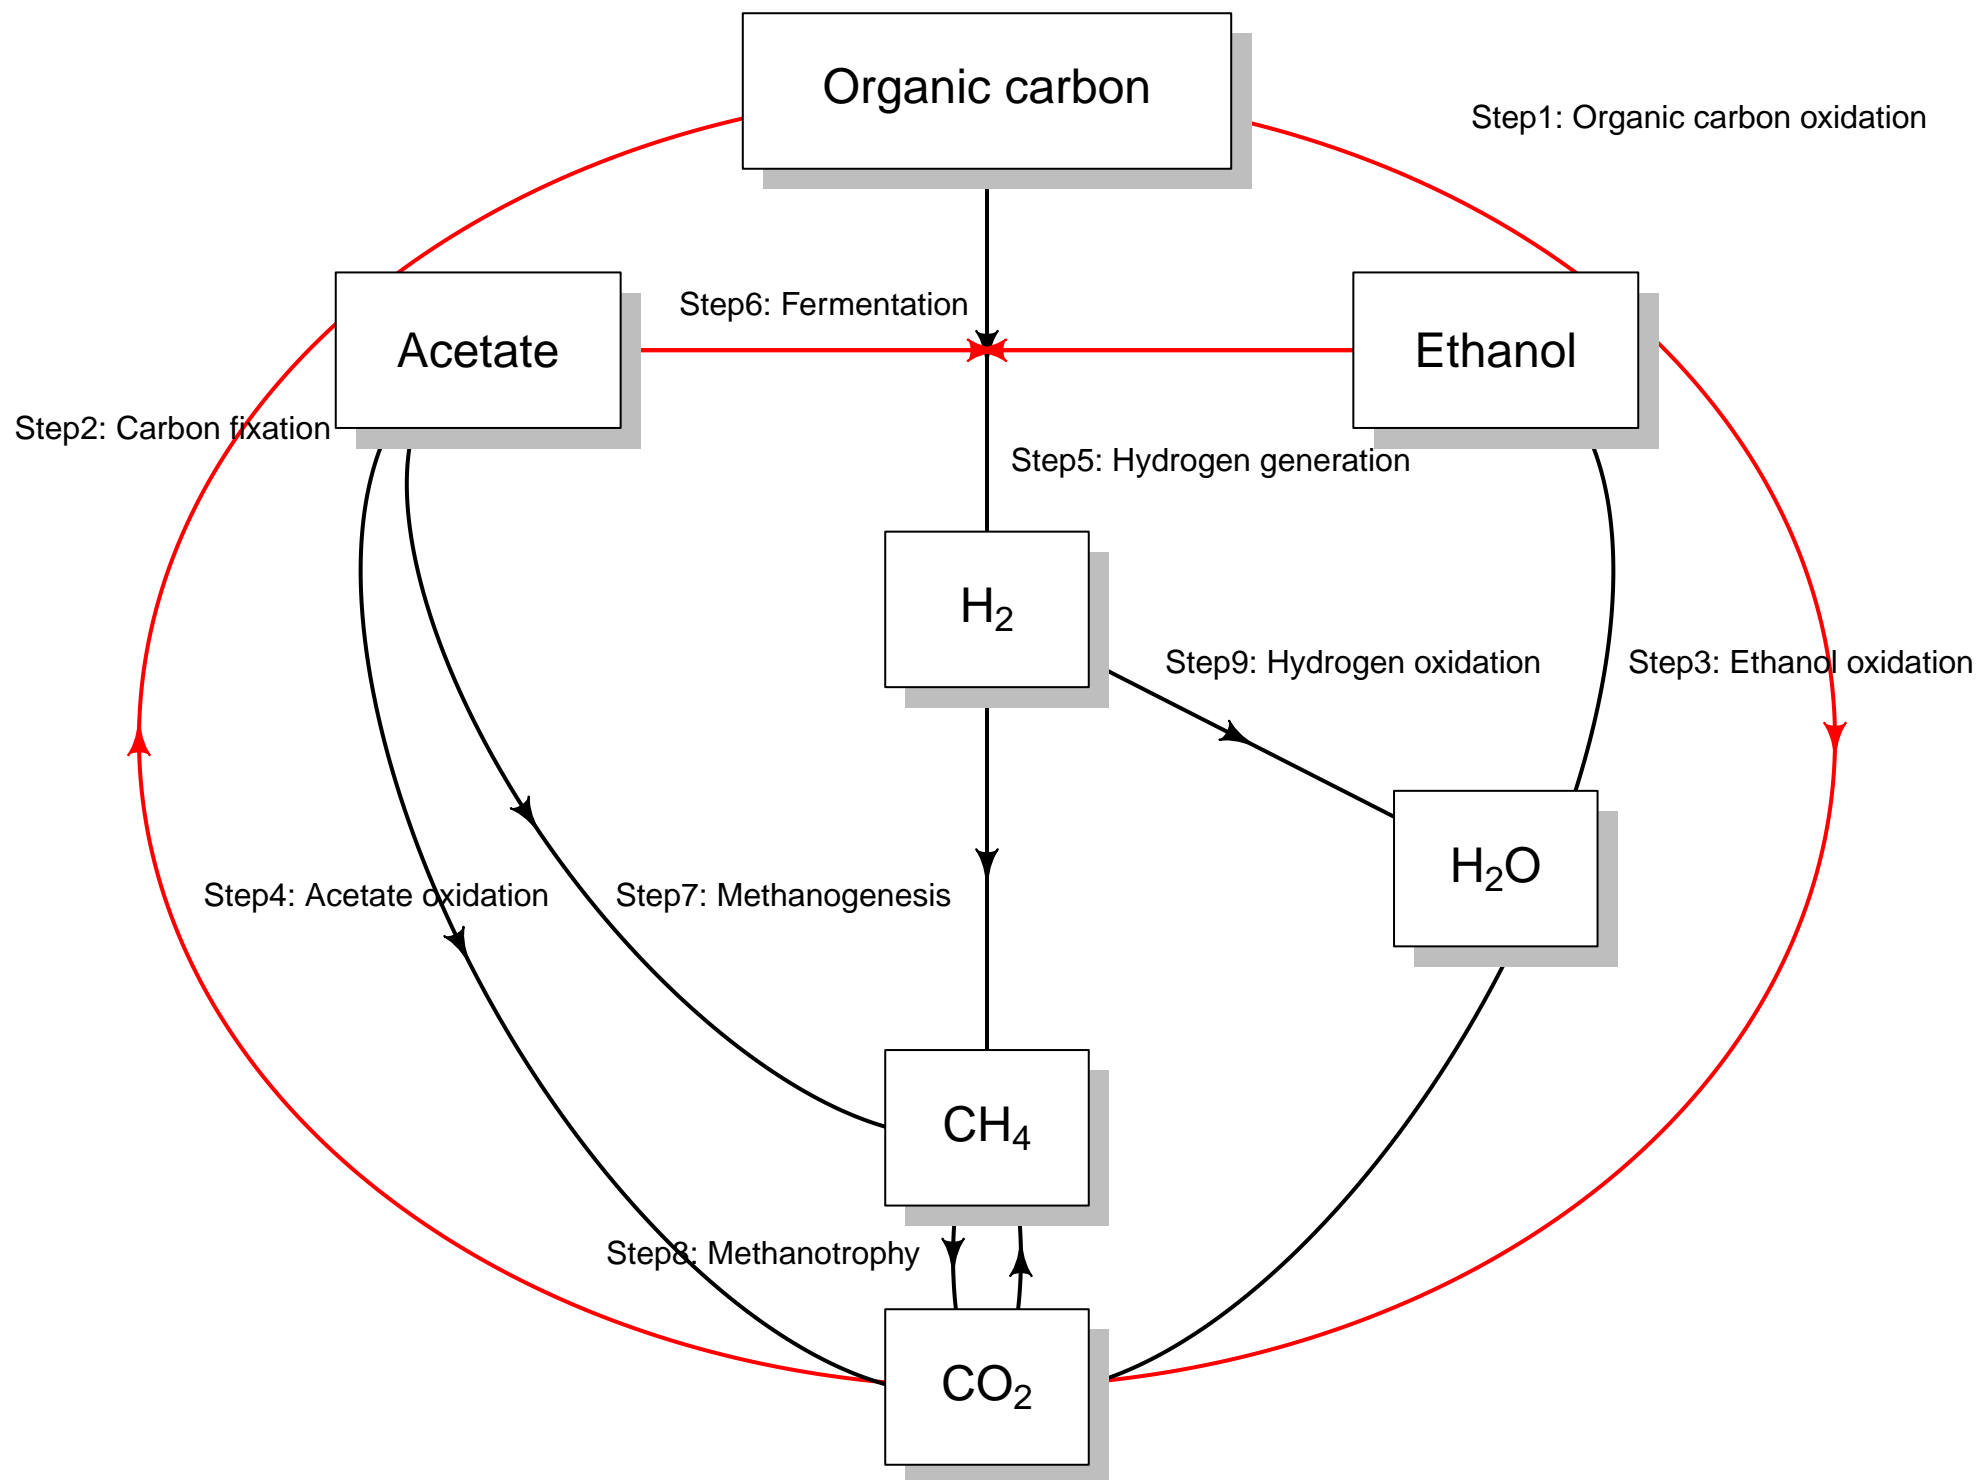 Organic carbon
Step1: Organic carbon oxidation
Step6: Fermentation
Acetate
Ethanol
Step2: Carbon fixation
Step5: Hydrogen generation
H₂
Step9: Hydrogen oxidation
Step3: Ethanol oxidation
H₂O
Step4: Acetate oxidation
Step7: Methanogenesis
CH₄
Step8: Methanotrophy
CO₂